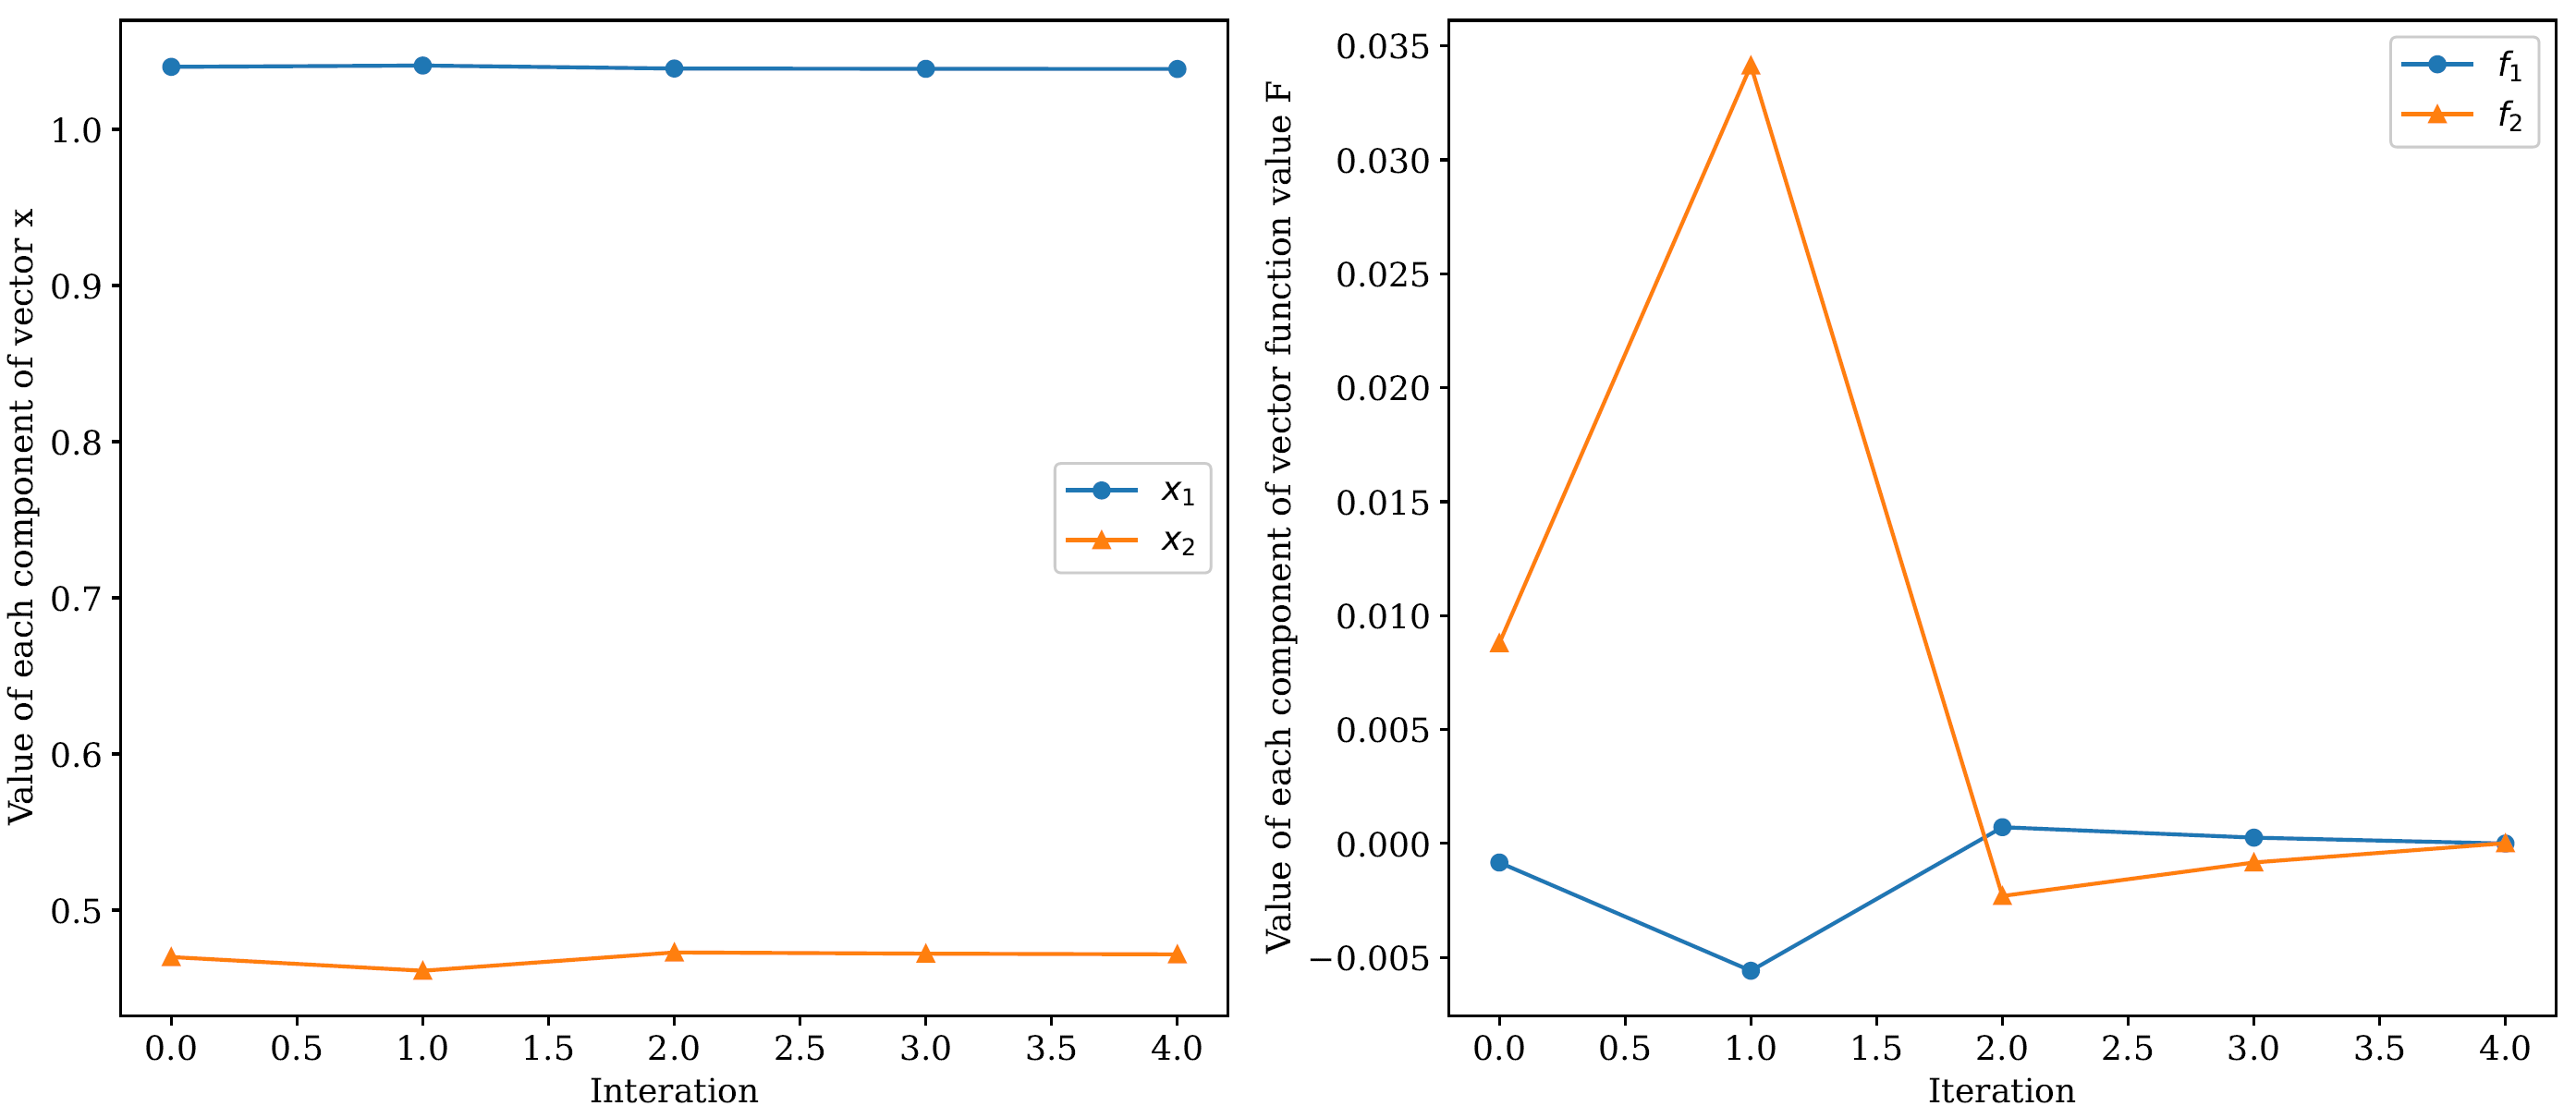 Value of each component of vector x
1.0
0.9
0.8
0.7
0.6
0.5
x1
x2
0.0 0.5 1.0 1.5 2.0 2.5 3.0 3.5 4.0
Interation
Value of each component of vector function value F
0.035
0.030
0.025
0.020
0.015
0.010
0.005
0.000
−0.005
f1
f2
0.0 0.5 1.0 1.5 2.0 2.5 3.0 3.5 4.0
Iteration